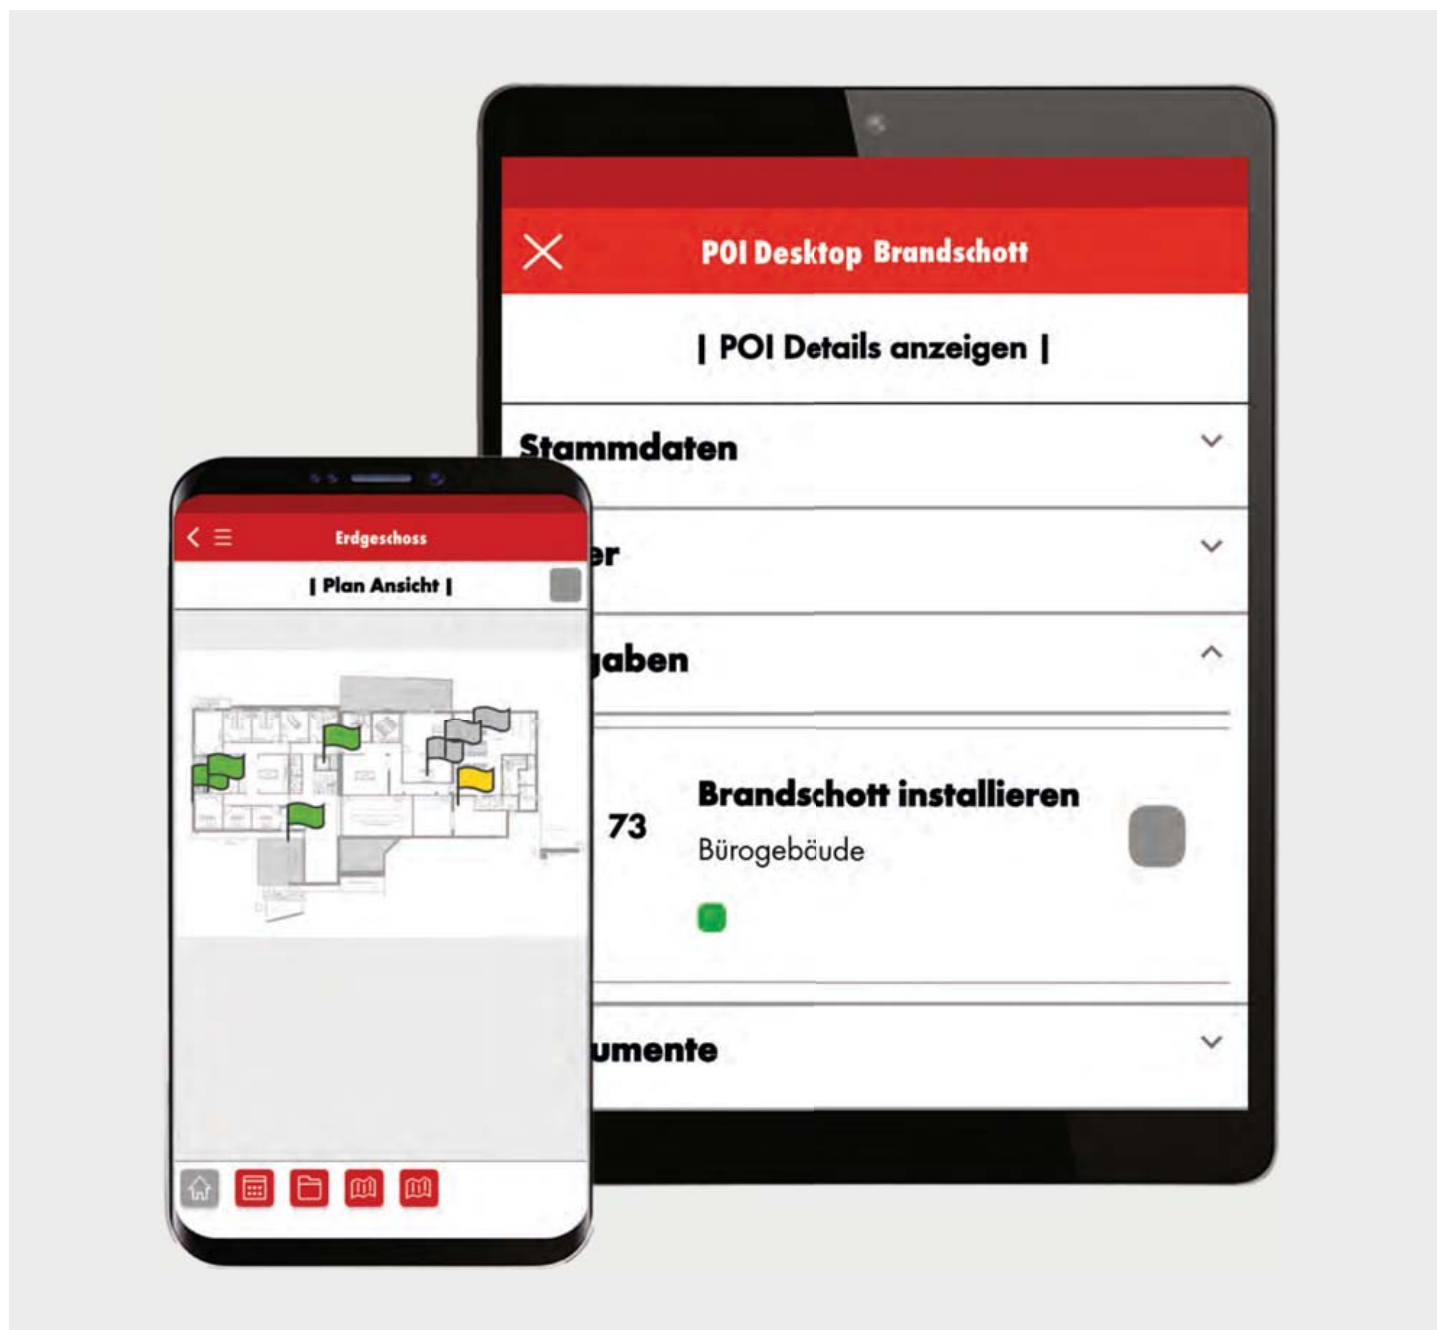 POI Desktop Brandschott
| POI Details anzeigen |
Stammdaten
er
gaben
73
Brandschott installieren
Bürogebäude
umente
Erdgeschoss
| Plan Ansicht |